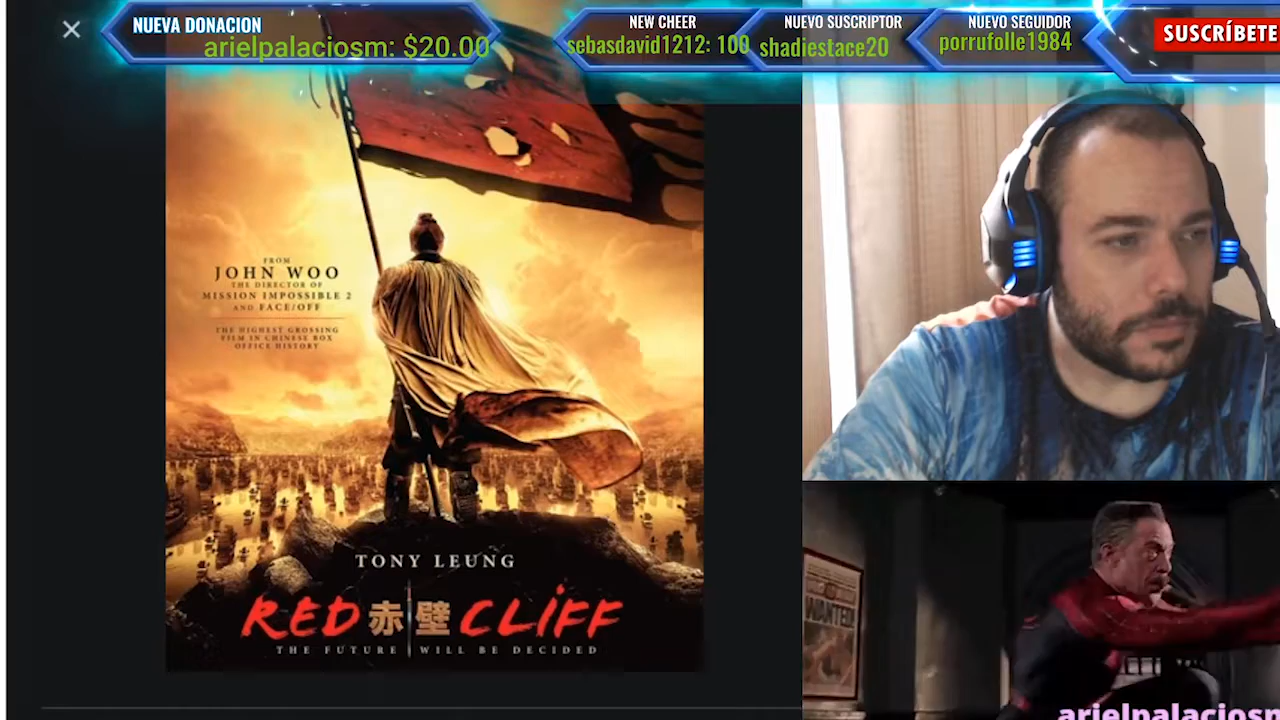 NUEVA DONACION
arielpalaciosm: $20.00
NEW CHEER
sebasdavid1212: 100
NUEVO SUSCRIPTOR
shadiestace20
NUEVO SEGUIDOR
porrufolle1984
SUSCRÍBETE
FROM
JOHN WOO
THE DIRECTOR OF
MISSION IMPOSSIBLE 2
AND FACE/OFF
THE HIGHEST GROSSING
FILM IN CHINESE BOX
OFFICE HISTORY
TONY LEUNG
RED 赤壁 CLIFF
THE FUTURE WILL BE DECIDED
WANTED!
arielpalaciosm